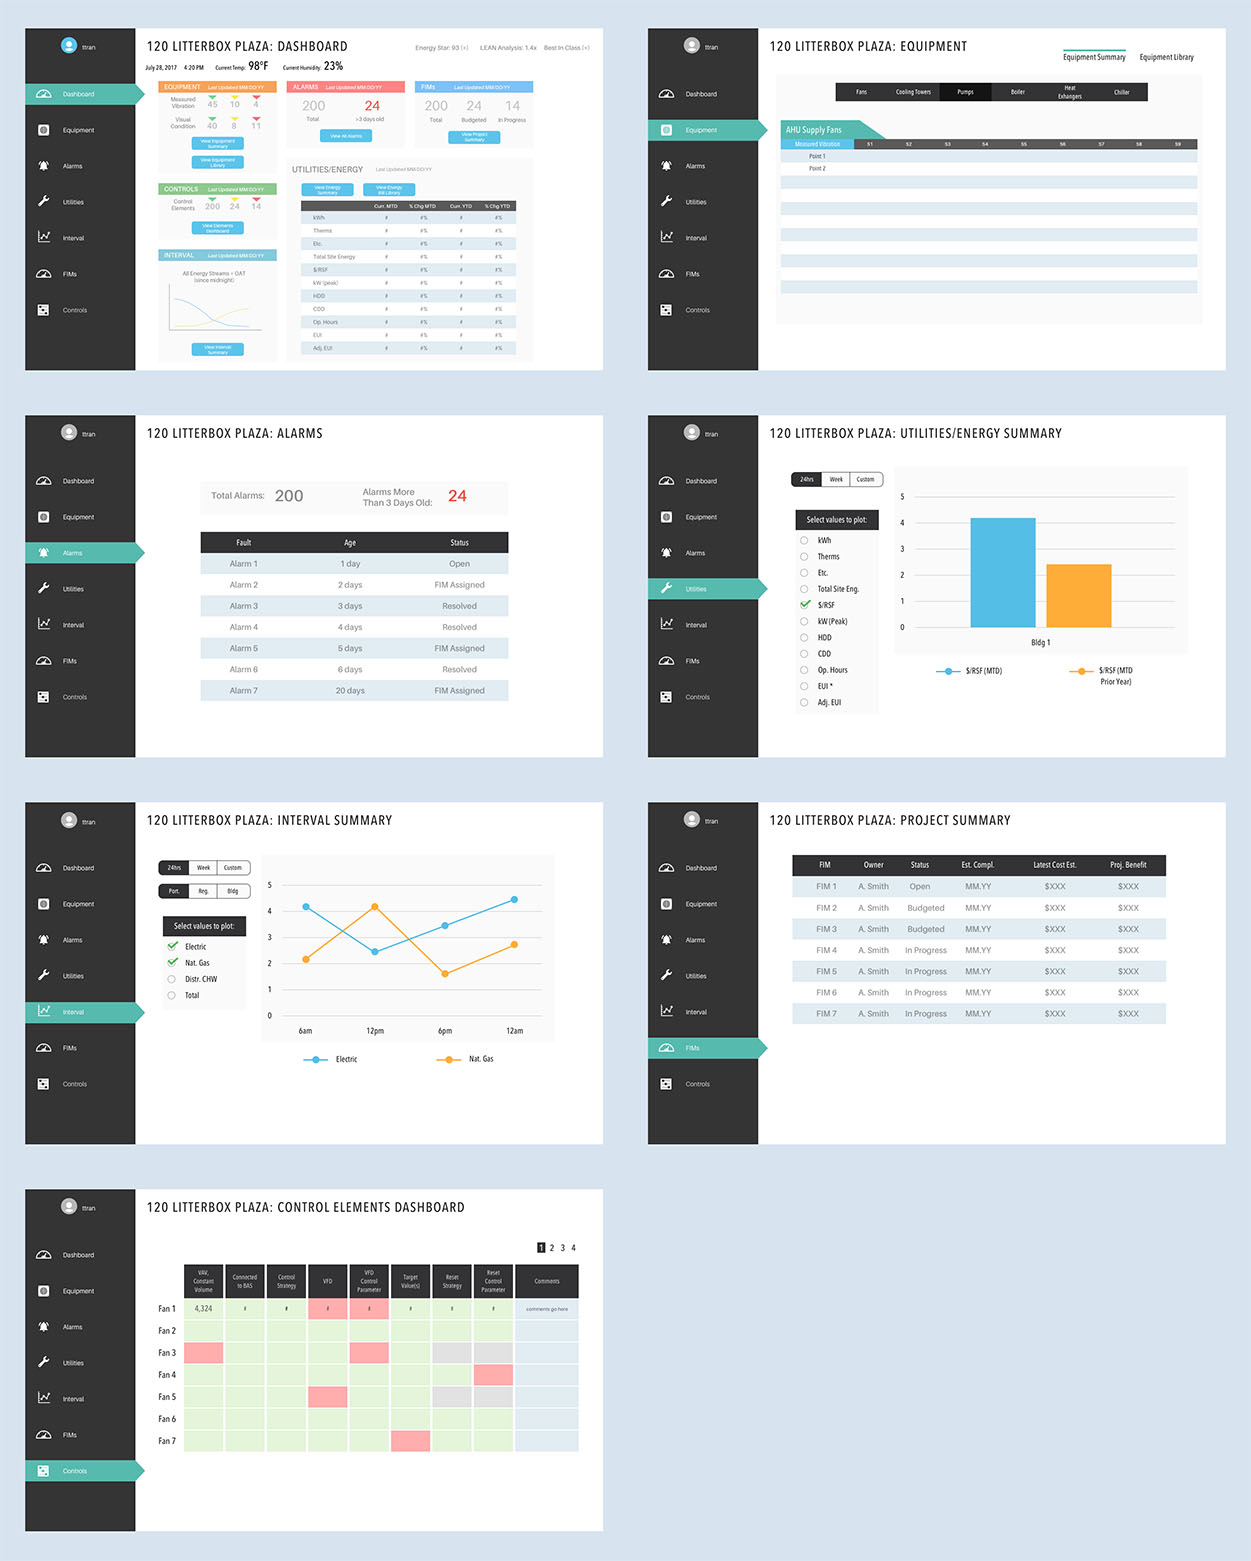 ttran
Dashboard
Equipment
Alarms
Utilities
Interval
FIMs
Controls
120 LITTERBOX PLAZA: DASHBOARD
Energy Star: 93 (+) LEAN Analysis: 1.4x Best In Class (+)
July 28, 2017 4:20 PM Current Temp: 98°F Current Humidity: 23%
EQUIPMENT Last Updated MM/DD/YY
Measured Vibration 45 10 4
Visual Condition 40 8 11
View Equipment Summary
View Equipment Library
CONTROLS Last Updated MM/DD/YY
Control Elements 200 24 14
View Elements Dashboard
INTERVAL Last Updated MM/DD/YY
All Energy Streams + OAT
(since midnight)
View Interval Summary
ALARMS Last Updated MM/DD/YY
200 24
Total >3 days old
View All Alarms
FIMs Last Updated MM/DD/YY
200 24 14
Total Budgeted In Progress
View Project Summary
UTILITIES/ENERGY Last Updated MM/DD/YY
View Energy Summary
View Energy Bill Library
Curr. MTD % Chg MTD Curr. YTD % Chg YTD
kWh # #% # #%
Therms # #% # #%
Etc. # #% # #%
Total Site Energy # #% # #%
$/RSF # #% # #%
kW (peak) # #% # #%
HDD # #% # #%
CDD # #% # #%
Op. Hours # #% # #%
EUI # #% # #%
Adj. EUI # #% # #%
ttran
Dashboard
Equipment
Alarms
Utilities
Interval
FIMs
Controls
120 LITTERBOX PLAZA: EQUIPMENT
Equipment Summary Equipment Library
Fans Cooling Towers Pumps Boiler Heat Exhangers Chiller
AHU Supply Fans
Measured Vibration S1 S2 S3 S4 S5 S6 S7 S8 S9
Point 1
Point 2
ttran
Dashboard
Equipment
Alarms
Utilities
Interval
FIMs
Controls
120 LITTERBOX PLAZA: ALARMS
Total Alarms: 200 Alarms More Than 3 Days Old: 24
Fault Age Status
Alarm 1 1 day Open
Alarm 2 2 days FIM Assigned
Alarm 3 3 days Resolved
Alarm 4 4 days Resolved
Alarm 5 5 days FIM Assigned
Alarm 6 6 days Resolved
Alarm 7 20 days FIM Assigned
ttran
Dashboard
Equipment
Alarms
Utilities
Interval
FIMs
Controls
120 LITTERBOX PLAZA: UTILITIES/ENERGY SUMMARY
24hrs Week Custom
Select values to plot:
kWh
Therms
Etc.
Total Site Eng.
$/RSF
kW (Peak)
HDD
CDD
Op. Hours
EUI *
Adj. EUI
5
4
3
2
1
0
Bldg 1
$/RSF (MTD) $/RSF (MTD Prior Year)
ttran
Dashboard
Equipment
Alarms
Utilities
Interval
FIMs
Controls
120 LITTERBOX PLAZA: INTERVAL SUMMARY
24hrs Week Custom
Port. Reg. Bldg
Select values to plot:
Electric
Nat. Gas
Distr. CHW
Total
5
4
3
2
1
0
6am 12pm 6pm 12am
Electric Nat. Gas
ttran
Dashboard
Equipment
Alarms
Utilities
Interval
FIMs
Controls
120 LITTERBOX PLAZA: PROJECT SUMMARY
FIM Owner Status Est. Compl. Latest Cost Est. Proj. Benefit
FIM 1 A. Smith Open MM.YY $XXX $XXX
FIM 2 A. Smith Budgeted MM.YY $XXX $XXX
FIM 3 A. Smith Budgeted MM.YY $XXX $XXX
FIM 4 A. Smith In Progress MM.YY $XXX $XXX
FIM 5 A. Smith In Progress MM.YY $XXX $XXX
FIM 6 A. Smith In Progress MM.YY $XXX $XXX
FIM 7 A. Smith In Progress MM.YY $XXX $XXX
ttran
Dashboard
Equipment
Alarms
Utilities
Interval
FIMs
Controls
120 LITTERBOX PLAZA: CONTROL ELEMENTS DASHBOARD
1 2 3 4
VAV, Constant Volume Connected to BAS Control Strategy VFD VFD Control Parameter Target Value(s) Reset Strategy Reset Control Parameter Comments
Fan 1 4,324 # # # # # # # comments go here
Fan 2
Fan 3
Fan 4
Fan 5
Fan 6
Fan 7